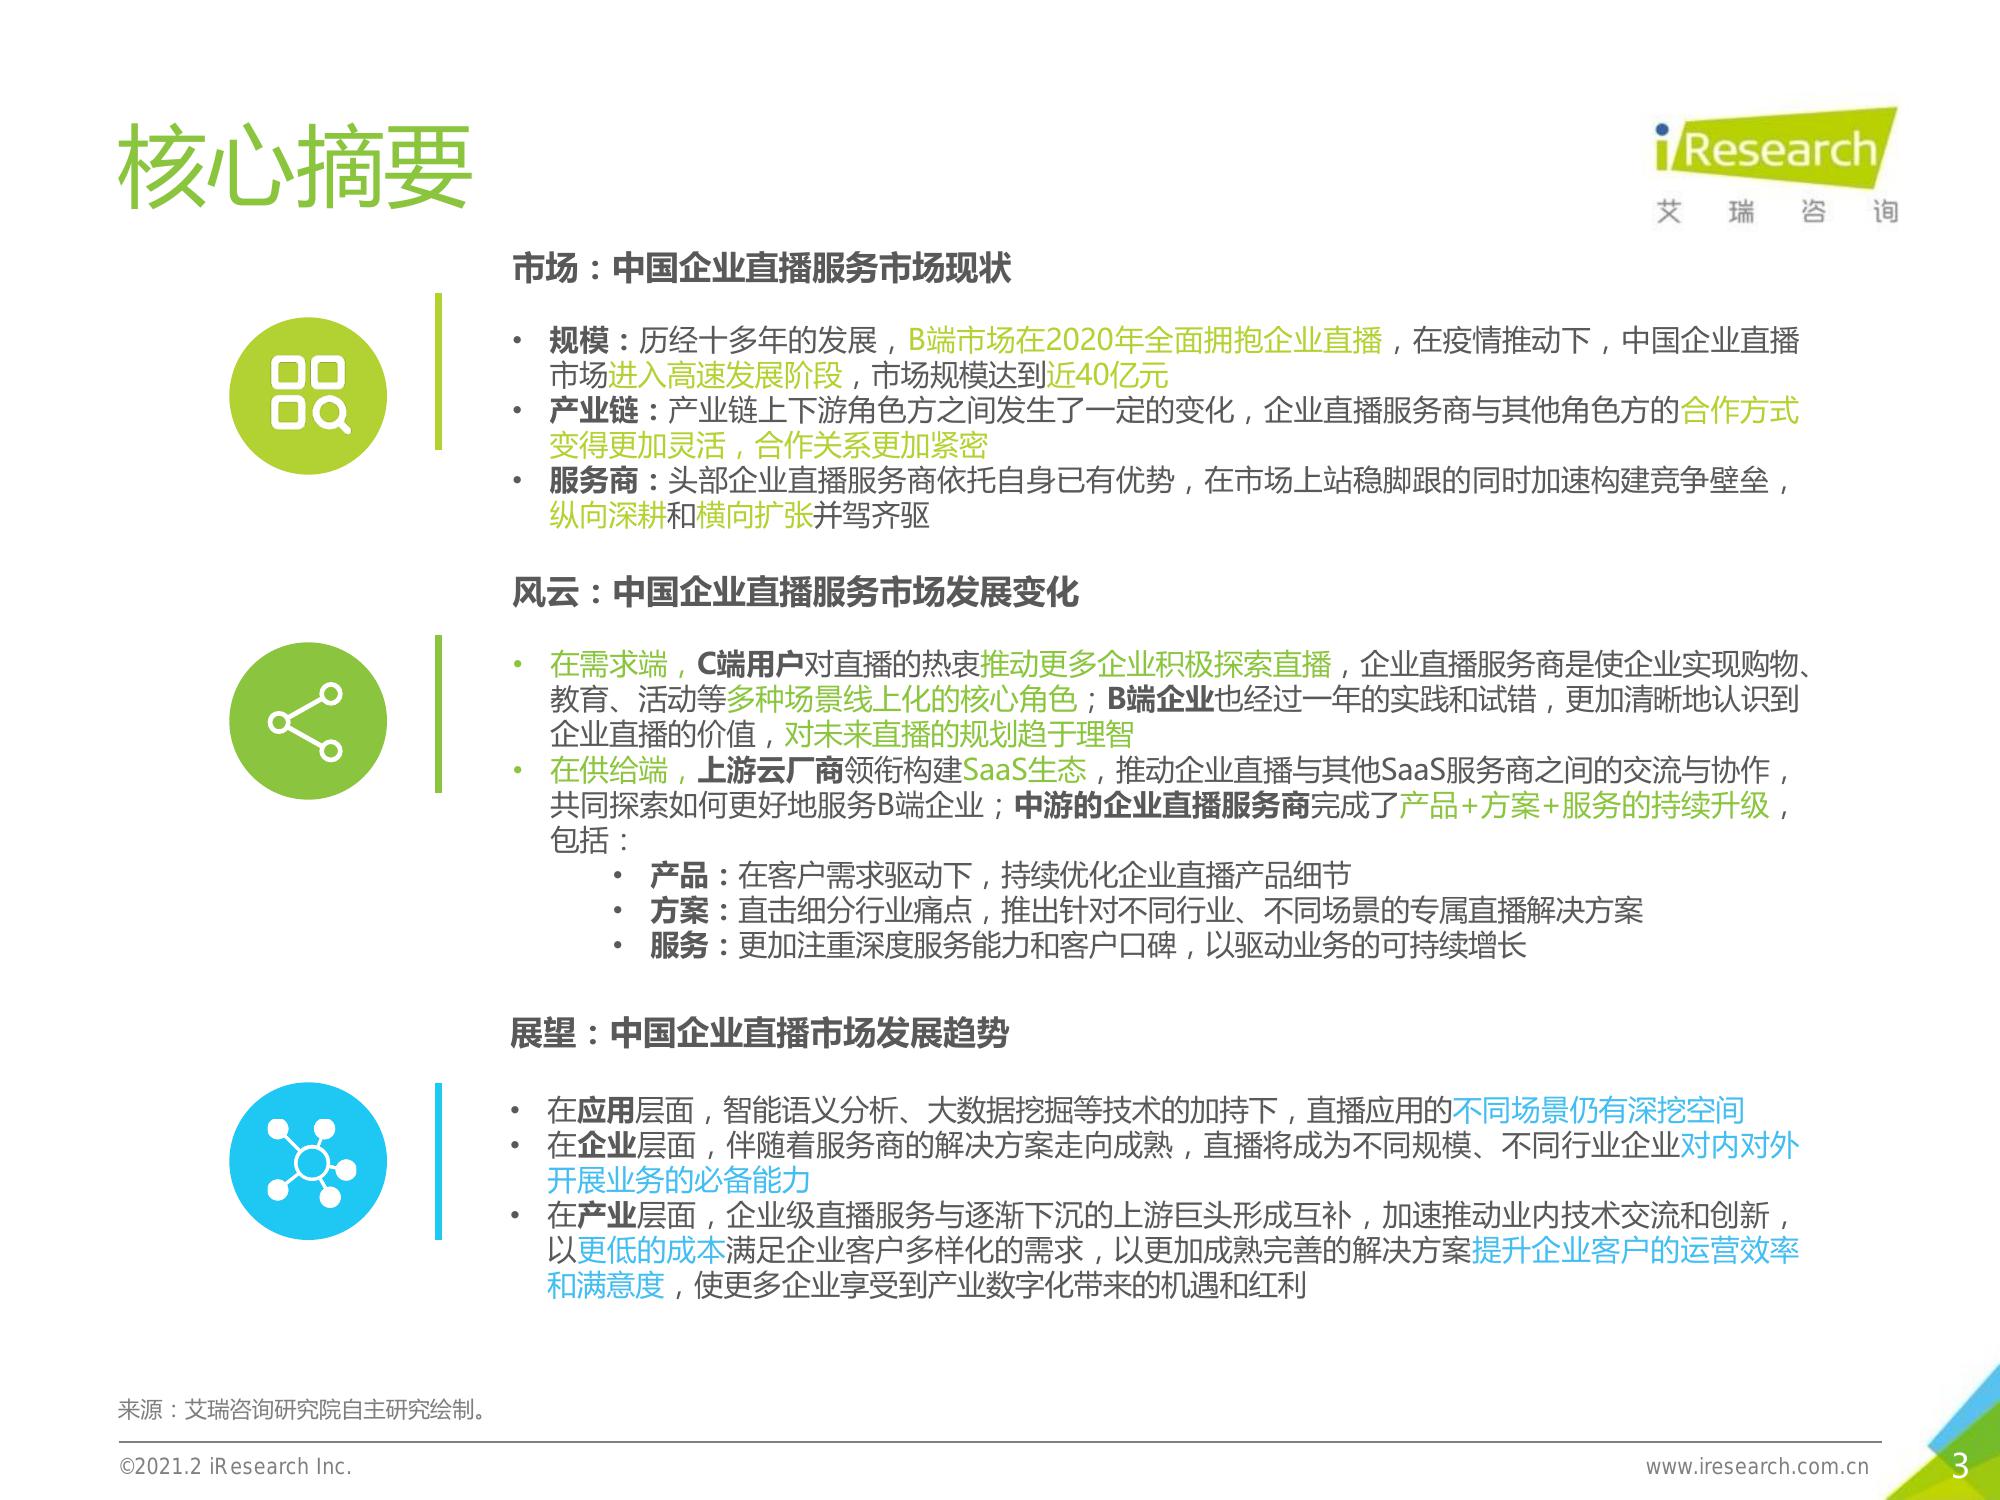 核心摘要
iResearch
艾瑞咨询
市场：中国企业直播服务市场现状
• 规模：历经十多年的发展，B端市场在2020年全面拥抱企业直播，在疫情推动下，中国企业直播
市场进入高速发展阶段，市场规模达到近40亿元
• 产业链：产业链上下游角色方之间发生了一定的变化，企业直播服务商与其他角色方的合作方式
变得更加灵活，合作关系更加紧密
• 服务商：头部企业直播服务商依托自身已有优势，在市场上站稳脚跟的同时加速构建竞争壁垒，
纵向深耕和横向扩张并驾齐驱
风云：中国企业直播服务市场发展变化
• 在需求端，C端用户对直播的热衷推动更多企业积极探索直播，企业直播服务商是使企业实现购物、
教育、活动等多种场景线上化的核心角色；B端企业也经过一年的实践和试错，更加清晰地认识到
企业直播的价值，对未来直播的规划趋于理智
• 在供给端，上游云厂商领衔构建SaaS生态，推动企业直播与其他SaaS服务商之间的交流与协作，
共同探索如何更好地服务B端企业；中游的企业直播服务商完成了产品+方案+服务的持续升级，
包括：
• 产品：在客户需求驱动下，持续优化企业直播产品细节
• 方案：直击细分行业痛点，推出针对不同行业、不同场景的专属直播解决方案
• 服务：更加注重深度服务能力和客户口碑，以驱动业务的可持续增长
展望：中国企业直播市场发展趋势
• 在应用层面，智能语义分析、大数据挖掘等技术的加持下，直播应用的不同场景仍有深挖空间
• 在企业层面，伴随着服务商的解决方案走向成熟，直播将成为不同规模、不同行业企业对内对外
开展业务的必备能力
• 在产业层面，企业级直播服务与逐渐下沉的上游巨头形成互补，加速推动业内技术交流和创新，
以更低的成本满足企业客户多样化的需求，以更加成熟完善的解决方案提升企业客户的运营效率
和满意度，使更多企业享受到产业数字化带来的机遇和红利
来源：艾瑞咨询研究院自主研究绘制。
©2021.2 iResearch Inc.
www.iresearch.com.cn
3